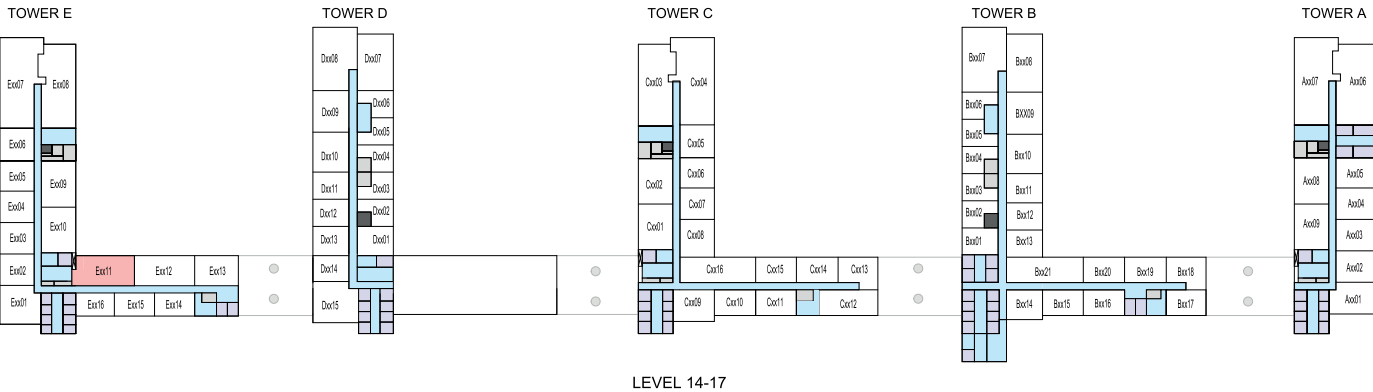 TOWER E
TOWER D
TOWER C
TOWER B
TOWER A
Exx07
Exx08
Exx06
Exx05
Exx09
Exx04
Exx03
Exx10
Exx02
Exx11
Exx12
Exx13
Exx01
Exx16
Exx15
Exx14
Dxx08
Dxx07
Dxx09
Dxx06
Dxx05
Dxx10
Dxx04
Dxx11
Dxx03
Dxx12
Dxx02
Dxx13
Dxx01
Dxx14
Dxx15
Cxx03
Cxx04
Cxx05
Cxx02
Cxx06
Cxx07
Cxx01
Cxx08
Cxx16
Cxx15
Cxx14
Cxx13
Cxx09
Cxx10
Cxx11
Cxx12
Bxx07
Bxx08
Bxx06
BXX09
Bxx05
Bxx04
Bxx10
Bxx03
Bxx11
Bxx02
Bxx12
Bxx01
Bxx13
Bxx21
Bxx20
Bxx19
Bxx18
Bxx14
Bxx15
Bxx16
Bxx17
Axx07
Axx06
Axx08
Axx05
Axx04
Axx09
Axx03
Axx02
Axx01
LEVEL 14-17